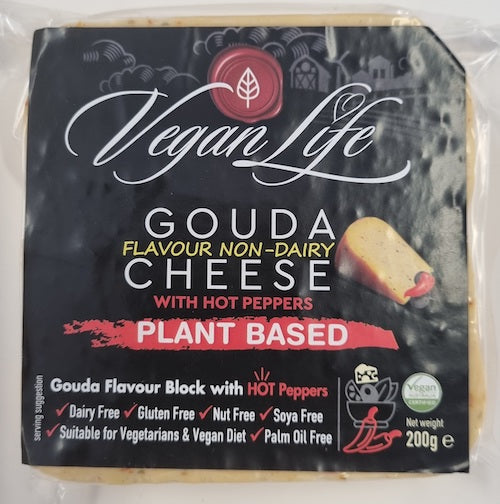 Vegan Life
GOUDA
FLAVOUR NON-DAIRY
CHEESE
WITH HOT PEPPERS
PLANT BASED
Gouda Flavour Block with HOT Peppers
✓Dairy Free ✓Gluten Free ✓Nut Free ✓Soya Free
✓Suitable for Vegetarians & Vegan Diet ✓Palm Oil Free
serving suggestion
Vegan
AUSTRALIA
CERTIFIED
Net weight
200g e